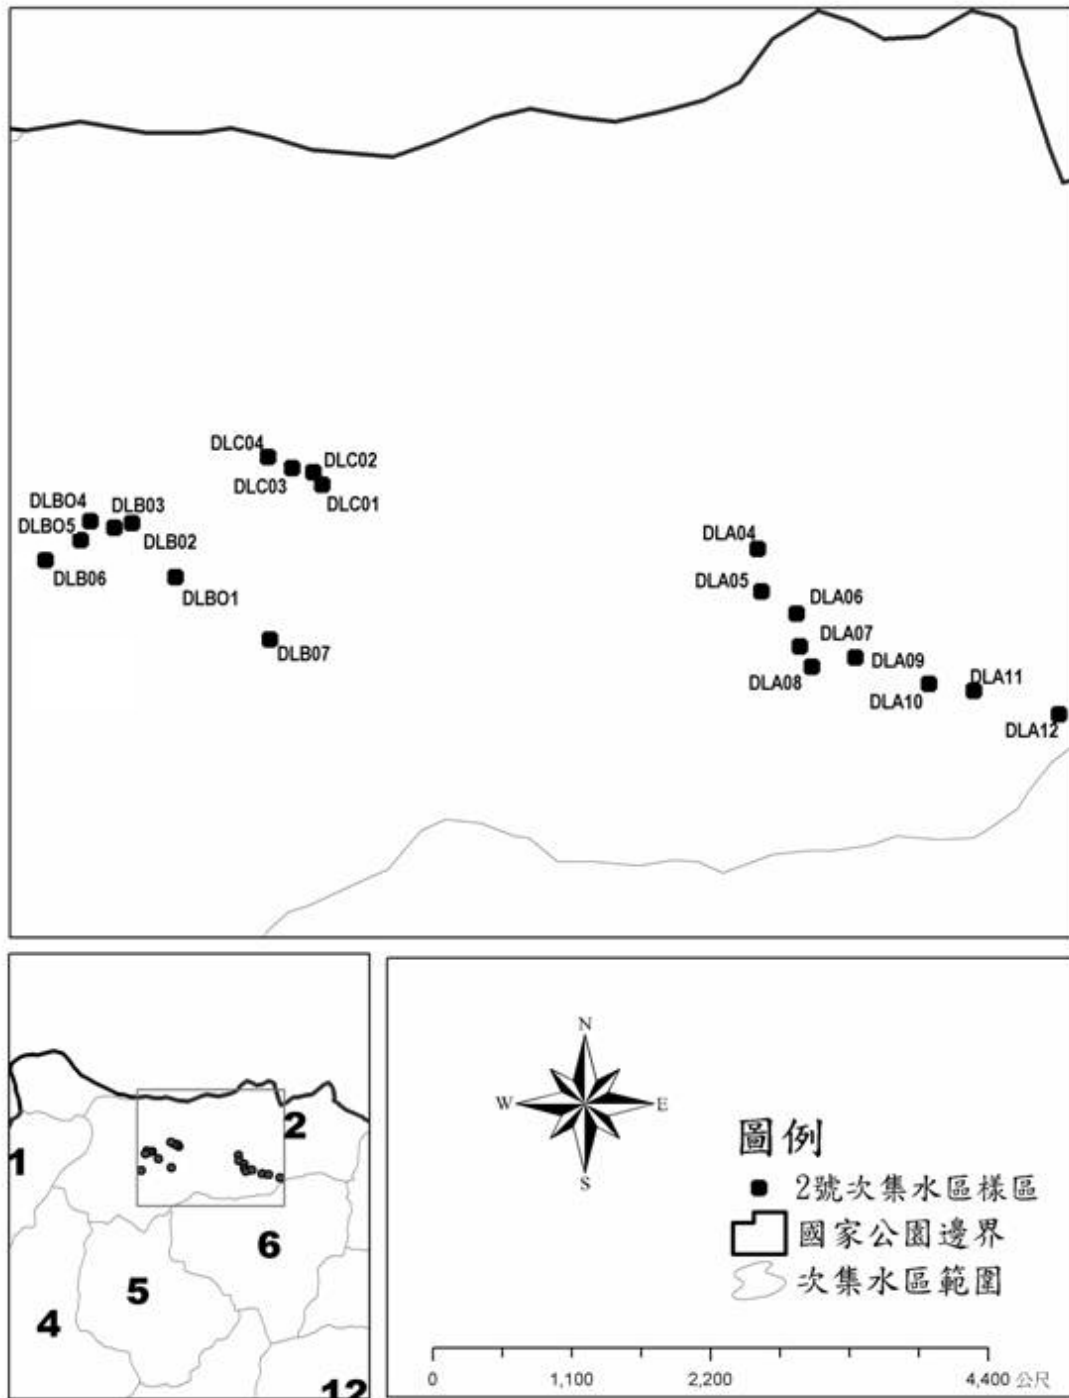 DLC04
DLC02
DLC03
DLC01
DLBO4
DLB03
DLBO5
DLB02
DLB06
DLBO1
DLB07
DLA04
DLA05
DLA06
DLA07
DLA09
DLA08
DLA11
DLA10
DLA12
2
1
6
5
4
12
N
W
E
S
圖例
2號次集水區樣區
國家公園邊界
次集水區範圍
0
1,100
2,200
4,400 公尺